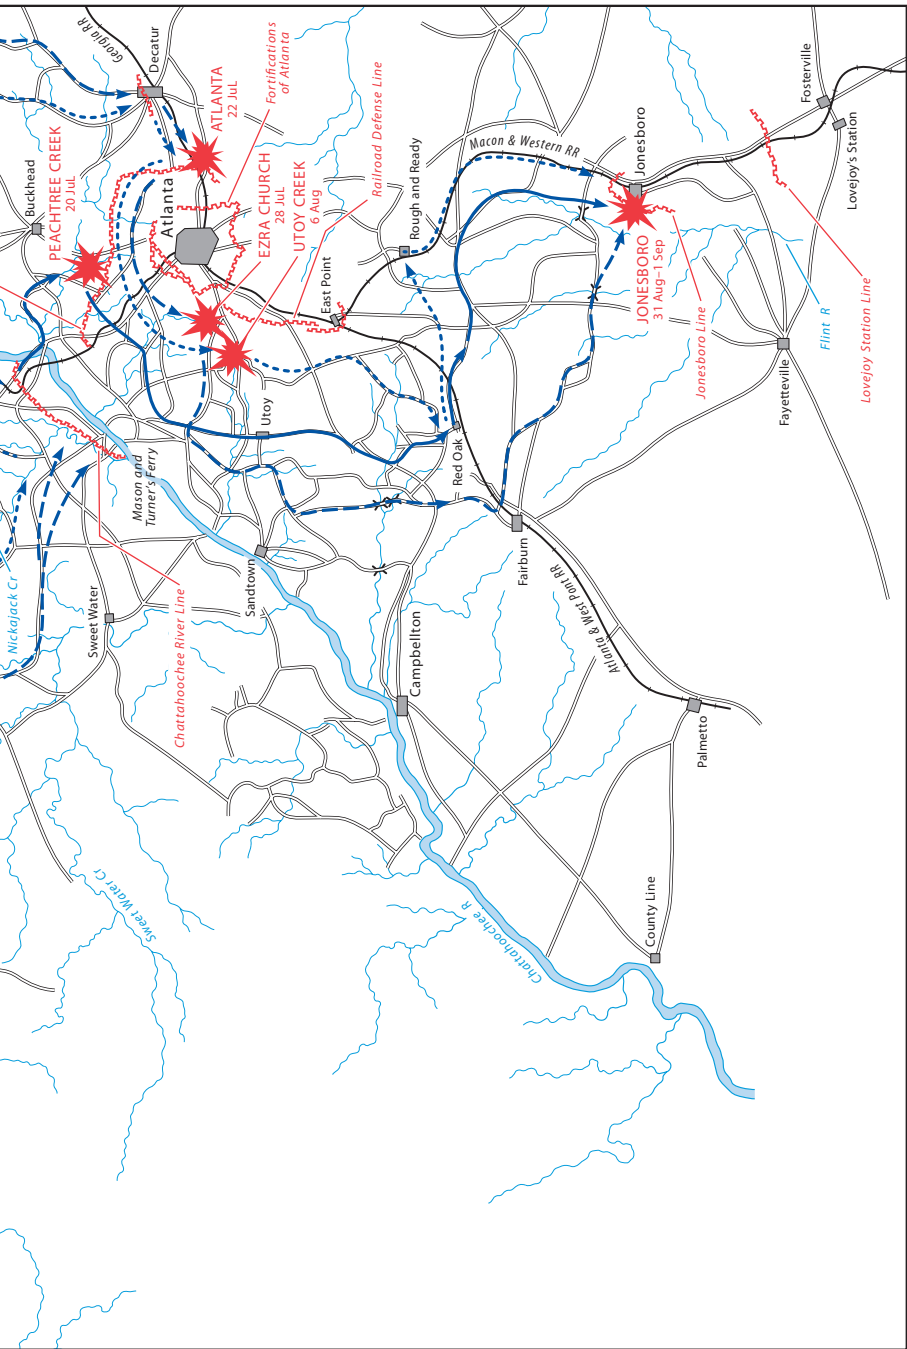 Georgia RR
Decatur
ATLANTA
22 Jul
Fortifications
of Atlanta
Railroad Defense Line
Buckhead
PEACHTREE CREEK
20 Jul
Atlanta
EZRA CHURCH
28 Jul
UTOY CREEK
6 Aug
East Point
Rough and Ready
Macon & Western RR
Jonesboro
Fosterville
Lovejoy's Station
JONESBORO
31 Aug–1 Sep
Jonesboro Line
Flint R
Lovejoy Station Line
Fayetteville
Utoy
Red Oak
Mason and
Turner's Ferry
Nickajack Cr
Sweet Water
Chattahoochee River Line
Sandtown
Fairburn
Campbellton
Atlanta & West Point RR
Palmetto
Sweet Water Cr
Chattahoochee R
County Line